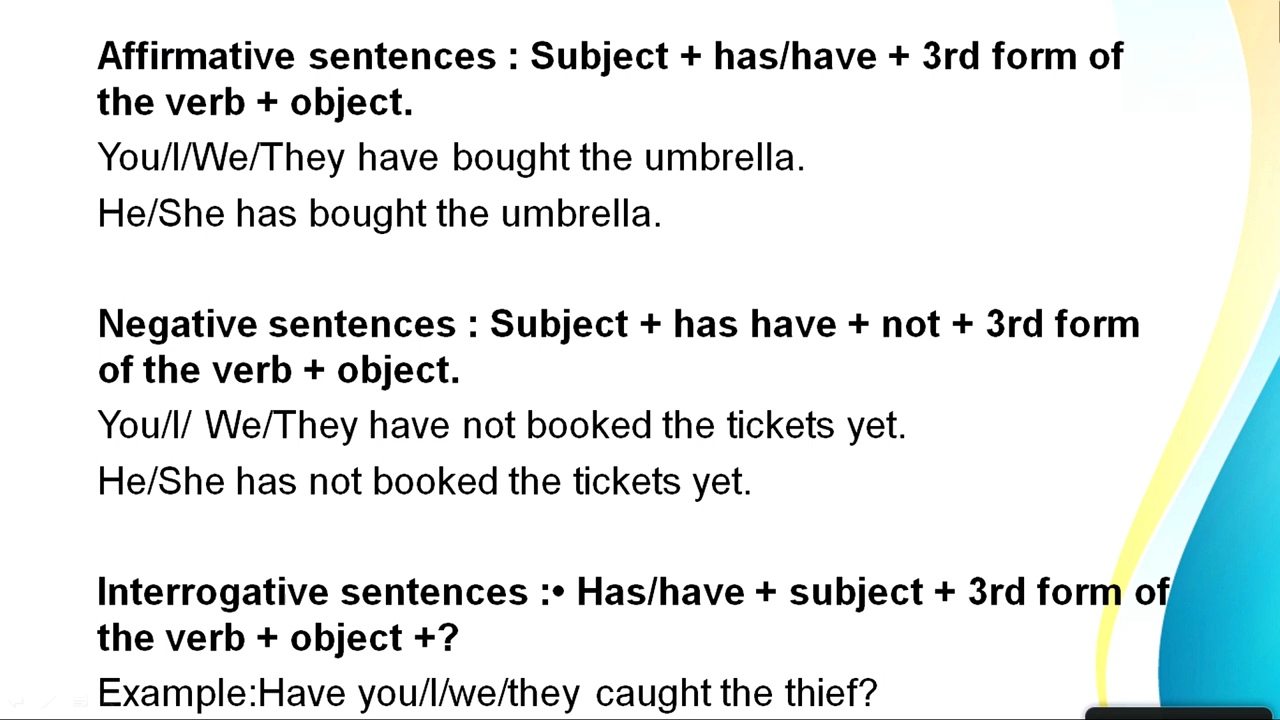 Affirmative sentences : Subject + has/have + 3rd form of
the verb + object.
You/I/We/They have bought the umbrella.
He/She has bought the umbrella.
Negative sentences : Subject + has have + not + 3rd form
of the verb + object.
You/I/ We/They have not booked the tickets yet.
He/She has not booked the tickets yet.
Interrogative sentences :• Has/have + subject + 3rd form of
the verb + object +?
Example:Have you/I/we/they caught the thief?